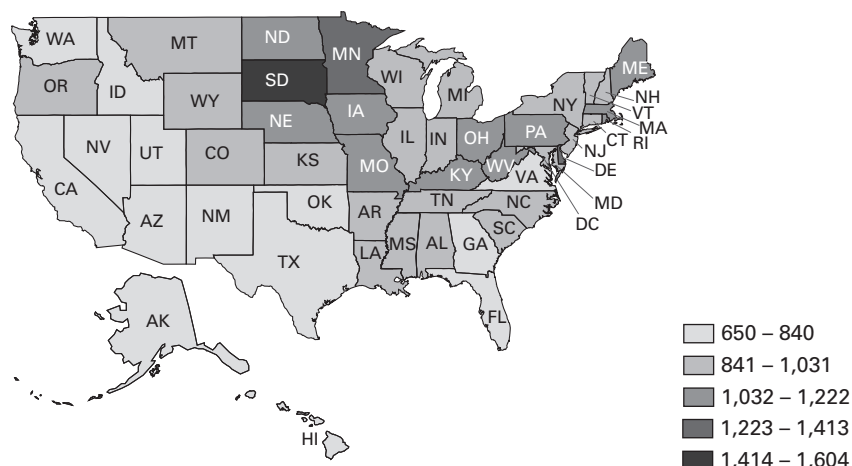 WA
MT
ND
MN
ME
OR
ID
SD
WI
MI
NY
NH
VT
MA
WY
IA
NE
PA
CT
RI
NJ
NV
UT
CO
IL
IN
OH
DE
CA
KS
MO
KY
WV
VA
MD
DC
AZ
NM
OK
AR
TN
NC
SC
TX
LA
MS
AL
GA
FL
AK
HI
650 – 840
841 – 1,031
1,032 – 1,222
1,223 – 1,413
1,414 – 1,604